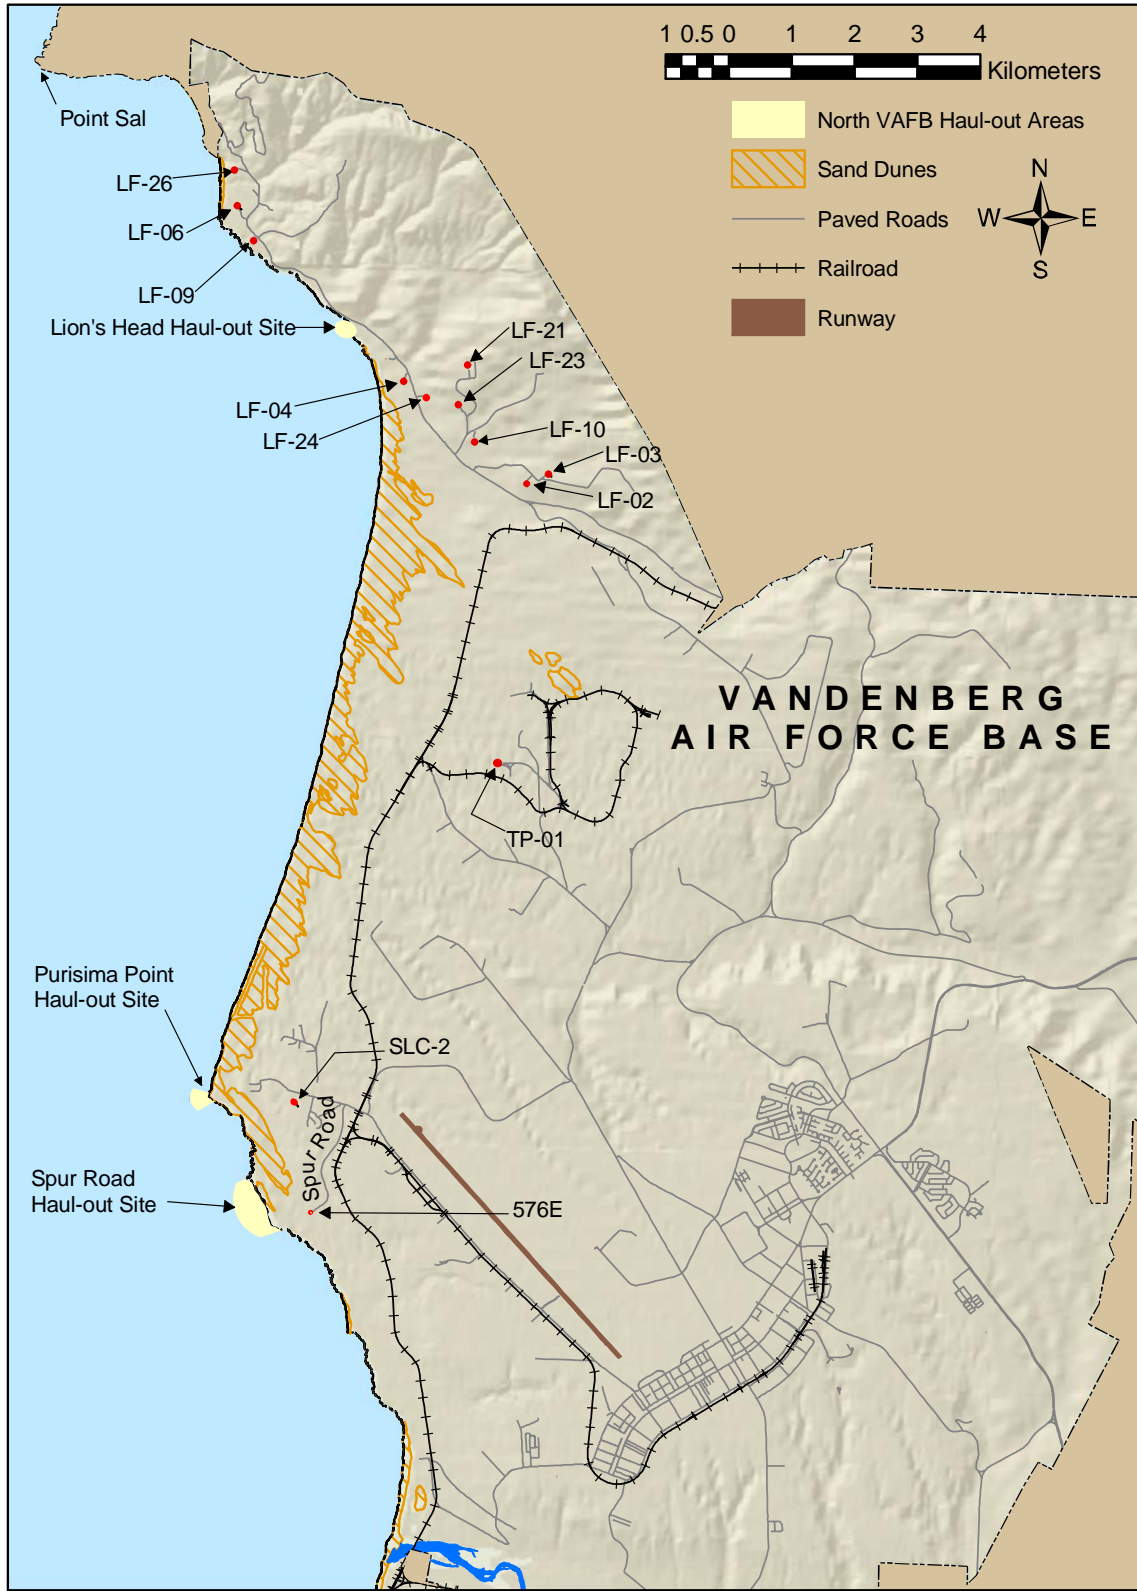 1 0.5 0 1 2 3 4
Kilometers
Point Sal
North VAFB Haul-out Areas
Sand Dunes
Paved Roads
Railroad
Runway
N
W E
S
LF-26
LF-06
LF-09
Lion's Head Haul-out Site
LF-21
LF-23
LF-04
LF-24
LF-10
LF-03
LF-02
VANDENBERG
AIR FORCE BASE
TP-01
Purisima Point
Haul-out Site
SLC-2
Spur Road
Spur Road
Haul-out Site
576E